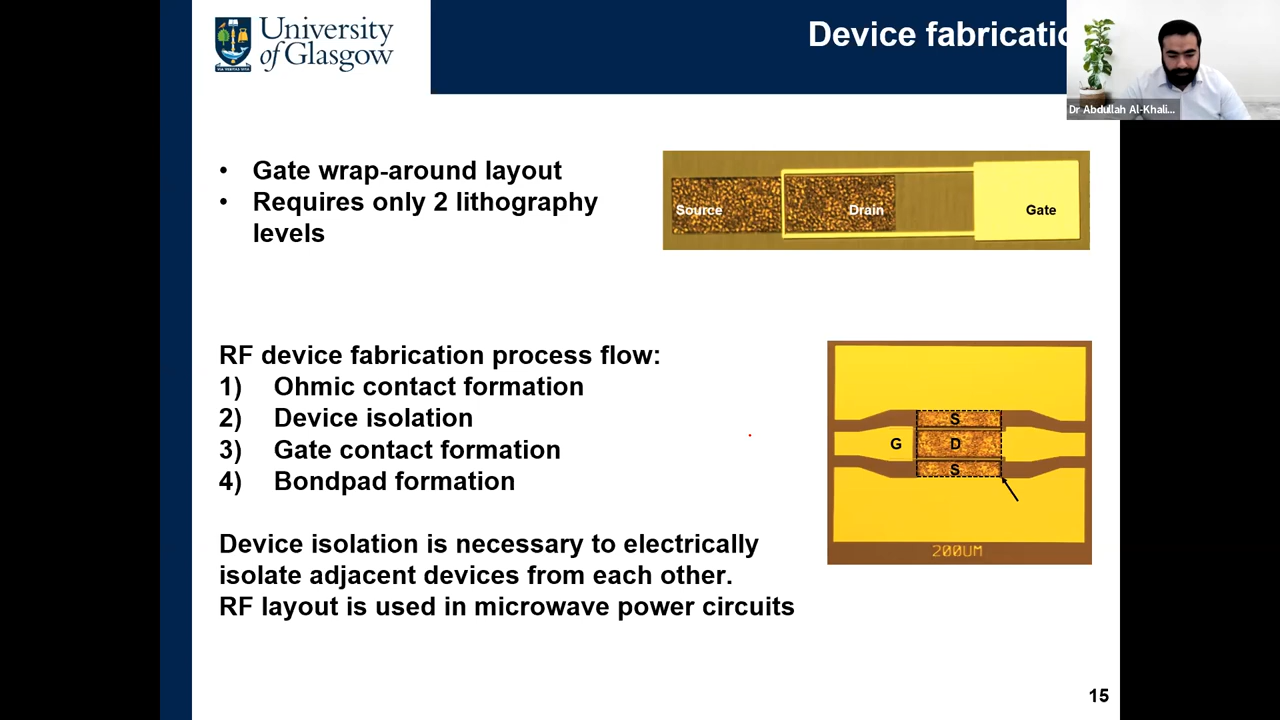 University
of Glasgow
Device fabricatio
Dr Abdullah Al-Khali...
• Gate wrap-around layout
• Requires only 2 lithography
levels
Source
Drain
Gate
RF device fabrication process flow:
1) Ohmic contact formation
2) Device isolation
3) Gate contact formation
4) Bondpad formation
S
G
D
S
200UM
Device isolation is necessary to electrically
isolate adjacent devices from each other.
RF layout is used in microwave power circuits
15